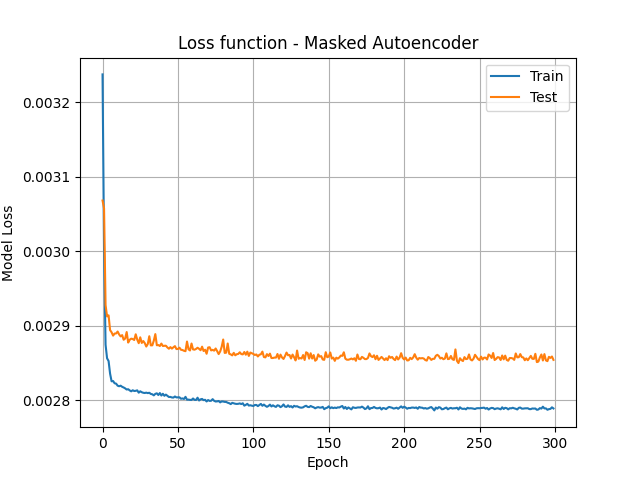 Loss function - Masked Autoencoder
Train
Test
0.0032
0.0031
0.0030
0.0029
0.0028
Model Loss
0 50 100 150 200 250 300
Epoch